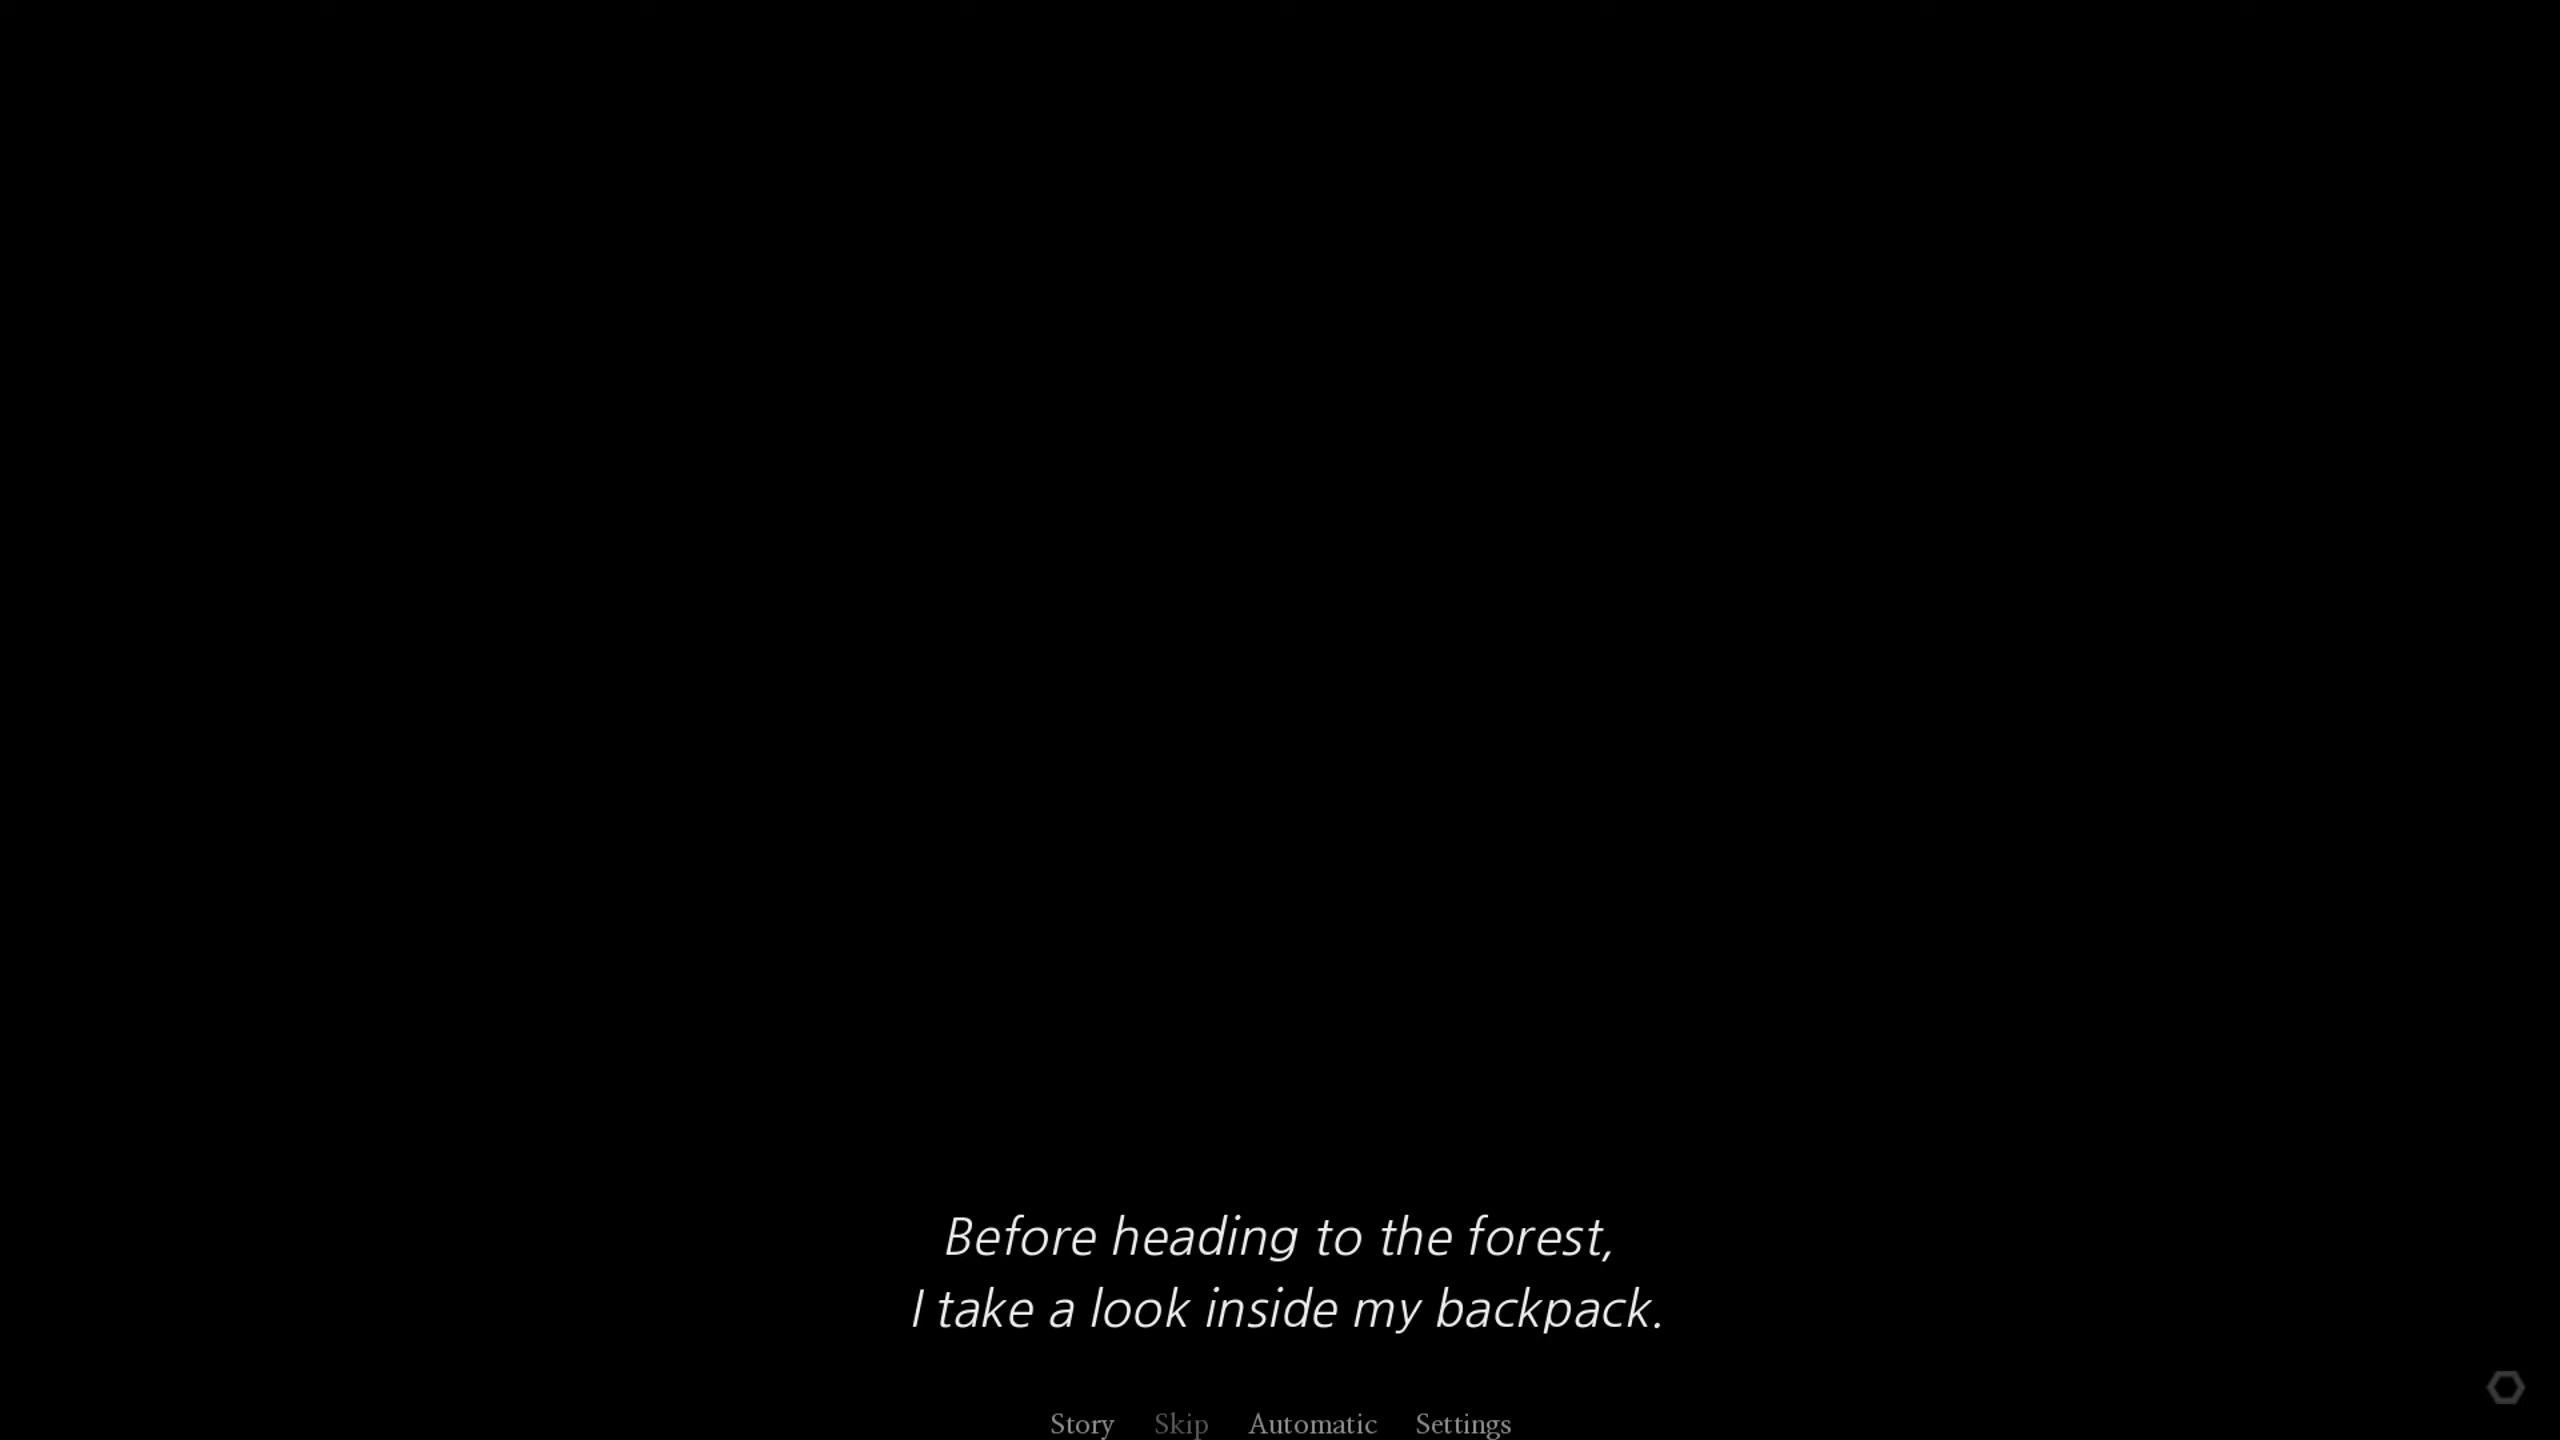 Before heading to the forest,
I take a look inside my backpack.
Story Skip Automatic Settings